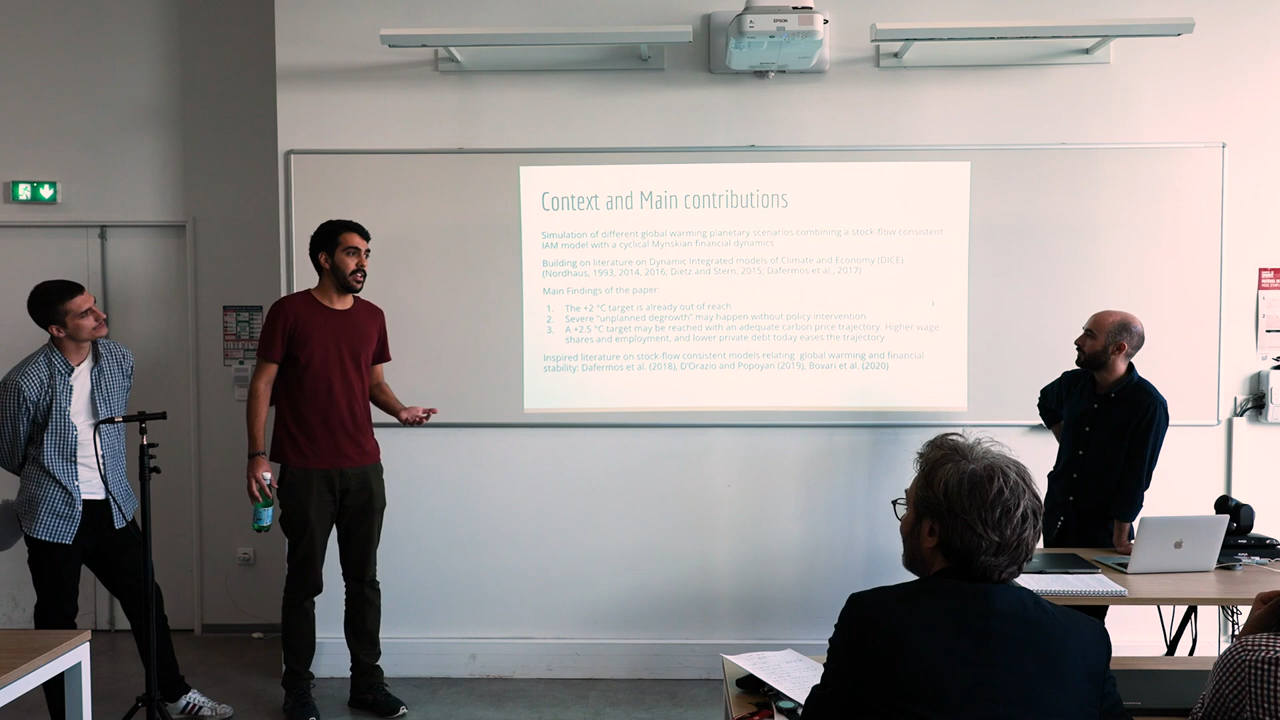 EPSON
Context and Main contributions
Simulation of different global warming planetary scenarios combining a stock-flow consistent
IAM model with a cyclical Mynskian financial dynamics
Building on literature on Dynamic Integrated models of Climate and Economy (DICE)
(Nordhaus, 1993, 2014, 2016; Dietz and Stern, 2015; Dafermos et al., 2017)
Main Findings of the paper:
1. The +2 °C target is already out of reach
2. Severe "unplanned degrowth" may happen without policy intervention
3. A +2.5 °C target may be reached with an adequate carbon price trajectory. Higher wage
shares and employment, and lower private debt today eases the trajectory
Inspired literature on stock-flow consistent models relating global warming and financial
stability: Dafermos et al. (2018), D'Orazio and Popoyan (2019), Bovari et al. (2020)